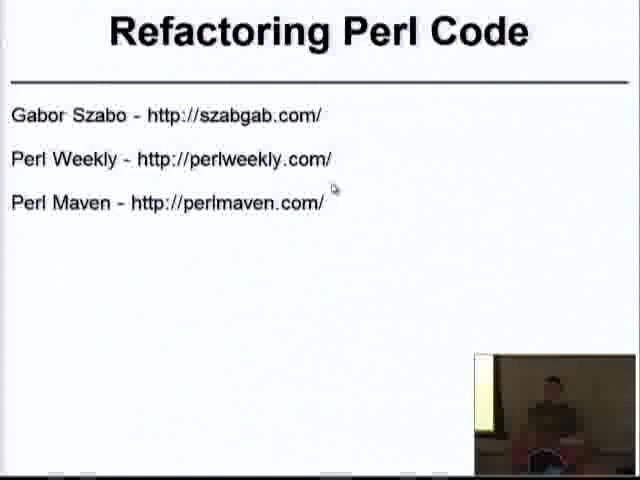 Refactoring Perl Code
Gabor Szabo - http://szabgab.com/
Perl Weekly - http://perlweekly.com/
Perl Maven - http://perlmaven.com/